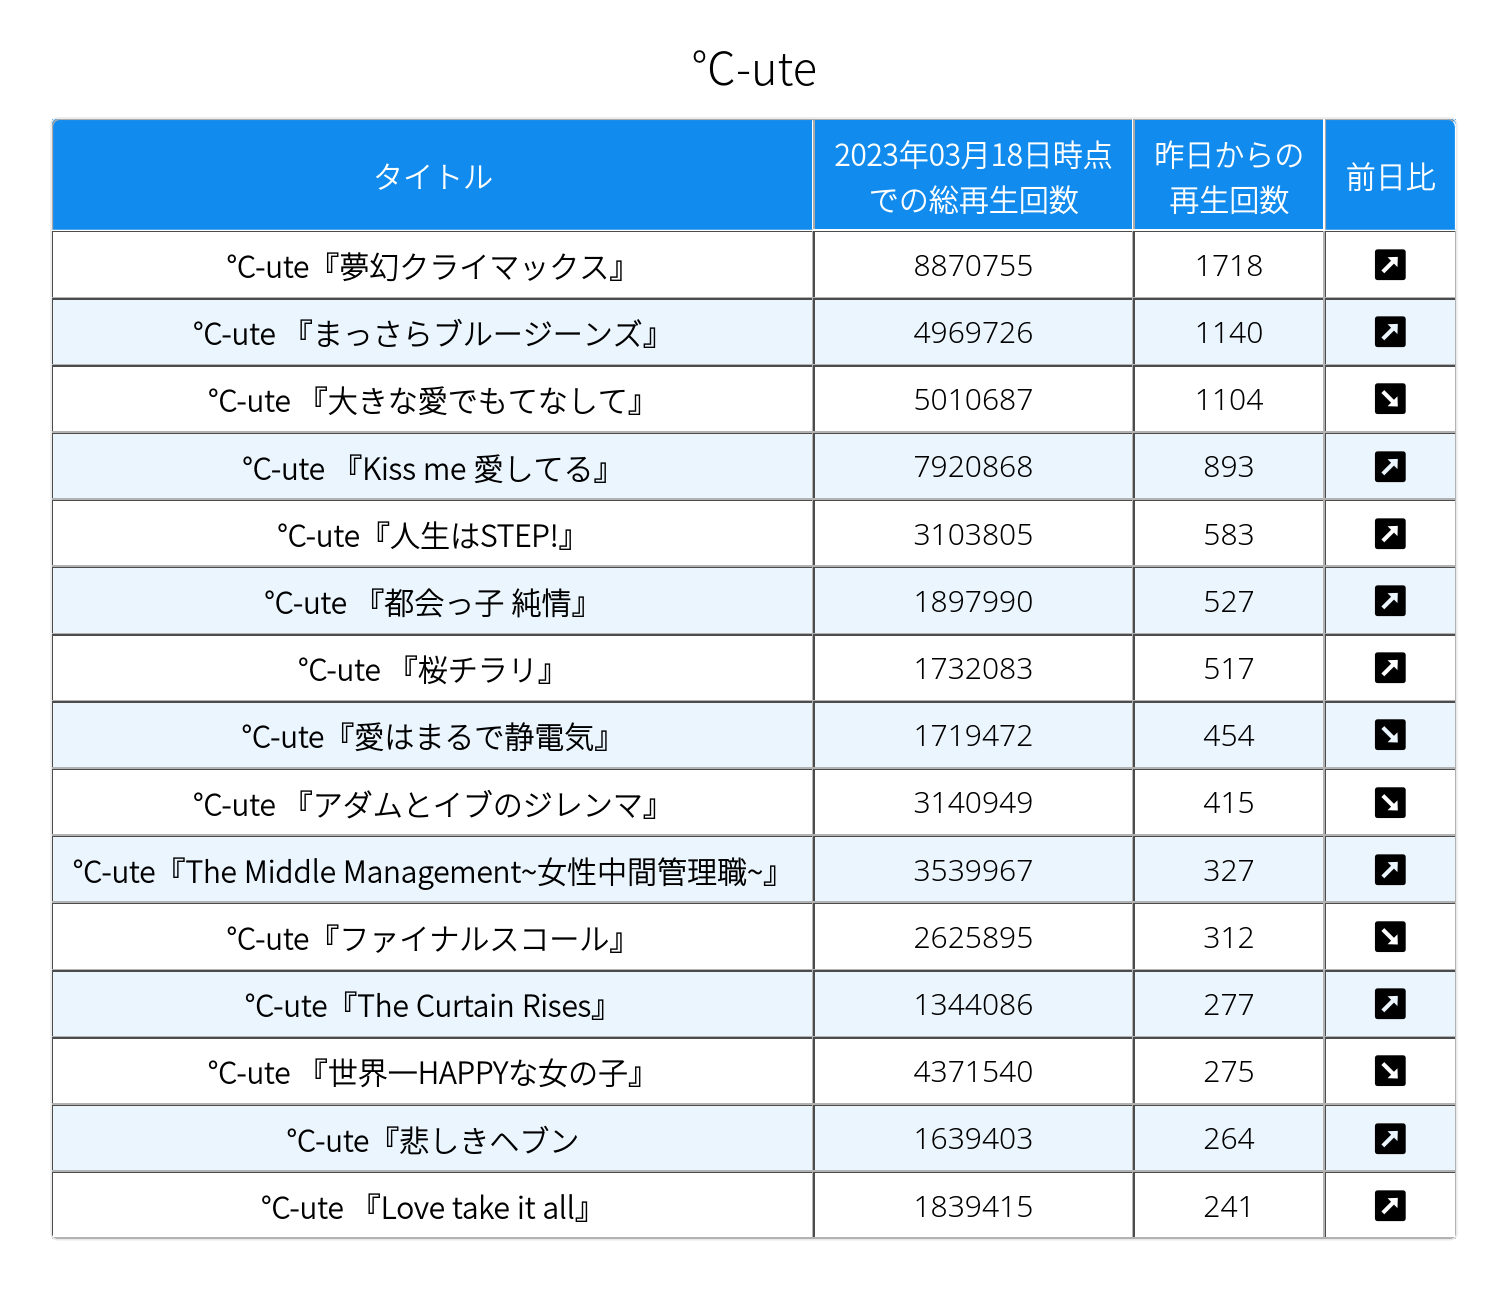 ℃-ute
タイトル
2023年03月18日時点
での総再生回数
昨日からの
再生回数
前日比
℃-ute『夢幻クライマックス』 8870755 1718
℃-ute 『まっさらブルージーンズ』 4969726 1140
℃-ute 『大きな愛でもてなして』 5010687 1104
℃-ute 『Kiss me 愛してる』 7920868 893
℃-ute『人生はSTEP!』 3103805 583
℃-ute 『都会っ子 純情』 1897990 527
℃-ute 『桜チラリ』 1732083 517
℃-ute『愛はまるで静電気』 1719472 454
℃-ute 『アダムとイブのジレンマ』 3140949 415
℃-ute『The Middle Management~女性中間管理職~』 3539967 327
℃-ute『ファイナルスコール』 2625895 312
℃-ute『The Curtain Rises』 1344086 277
℃-ute 『世界一HAPPYな女の子』 4371540 275
℃-ute『悲しきヘブン 1639403 264
℃-ute 『Love take it all』 1839415 241